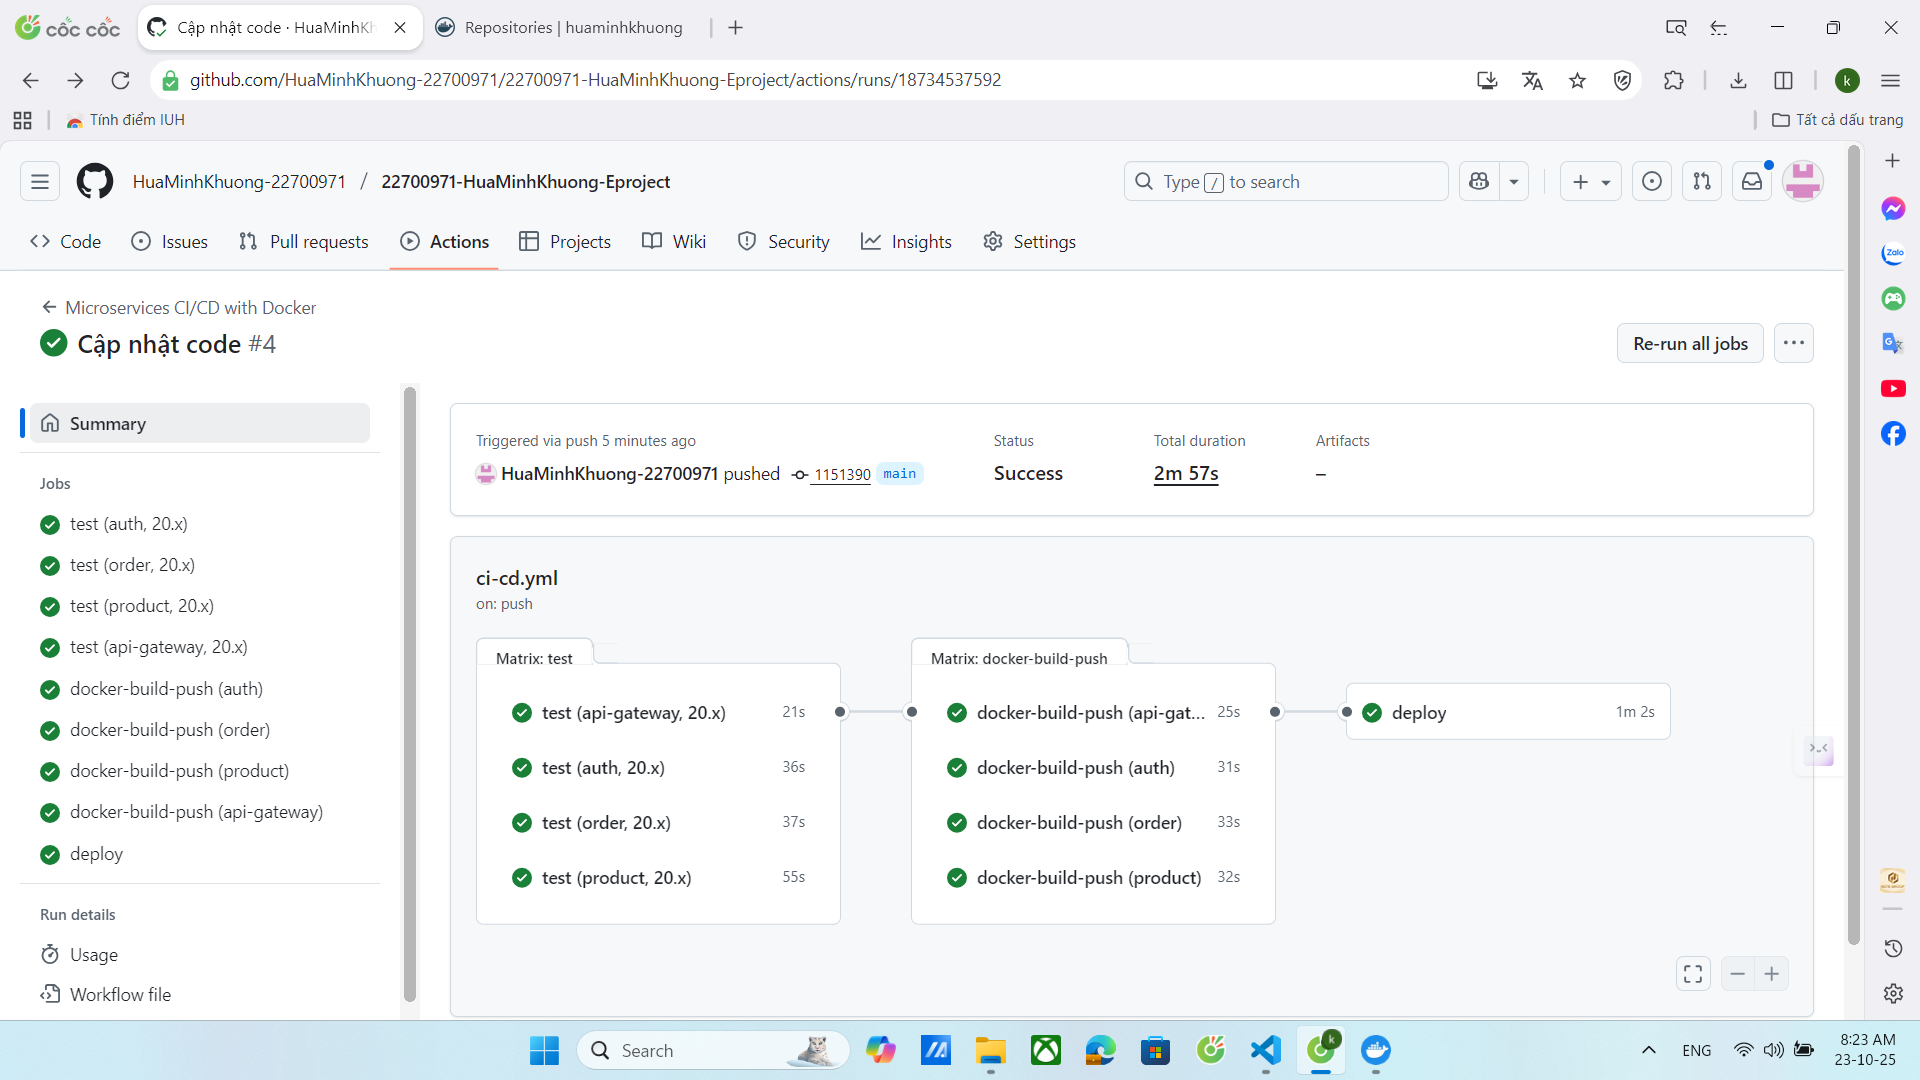 cốc cốc
Cập nhật code · HuaMinhKh
Repositories | huaminhkhuong
github.com/HuaMinhKhuong-22700971/22700971-HuaMinhKhuong-Eproject/actions/runs/18734537592
k
Tính điểm IUH
Tất cả dấu trang
HuaMinhKhuong-22700971 / 22700971-HuaMinhKhuong-Eproject
Type / to search
Code
Issues
Pull requests
Actions
Projects
Wiki
Security
Insights
Settings
Microservices CI/CD with Docker
Cập nhật code #4
Re-run all jobs
Summary
Jobs
test (auth, 20.x)
test (order, 20.x)
test (product, 20.x)
test (api-gateway, 20.x)
docker-build-push (auth)
docker-build-push (order)
docker-build-push (product)
docker-build-push (api-gateway)
deploy
Run details
Usage
Workflow file
Triggered via push 5 minutes ago
HuaMinhKhuong-22700971 pushed 1151390 main
Status
Success
Total duration
2m 57s
Artifacts
–
ci-cd.yml
on: push
Matrix: test
test (api-gateway, 20.x) 21s
test (auth, 20.x) 36s
test (order, 20.x) 37s
test (product, 20.x) 55s
Matrix: docker-build-push
docker-build-push (api-gat... 25s
docker-build-push (auth) 31s
docker-build-push (order) 33s
docker-build-push (product) 32s
deploy 1m 2s
Zalo
Search
k
ENG
8:23 AM
23-10-25